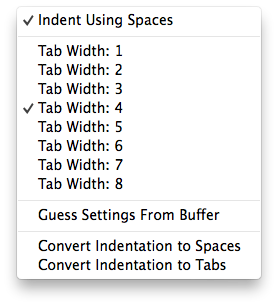 Indent Using Spaces
Tab Width: 1
Tab Width: 2
Tab Width: 3
Tab Width: 4
Tab Width: 5
Tab Width: 6
Tab Width: 7
Tab Width: 8
Guess Settings From Buffer
Convert Indentation to Spaces
Convert Indentation to Tabs